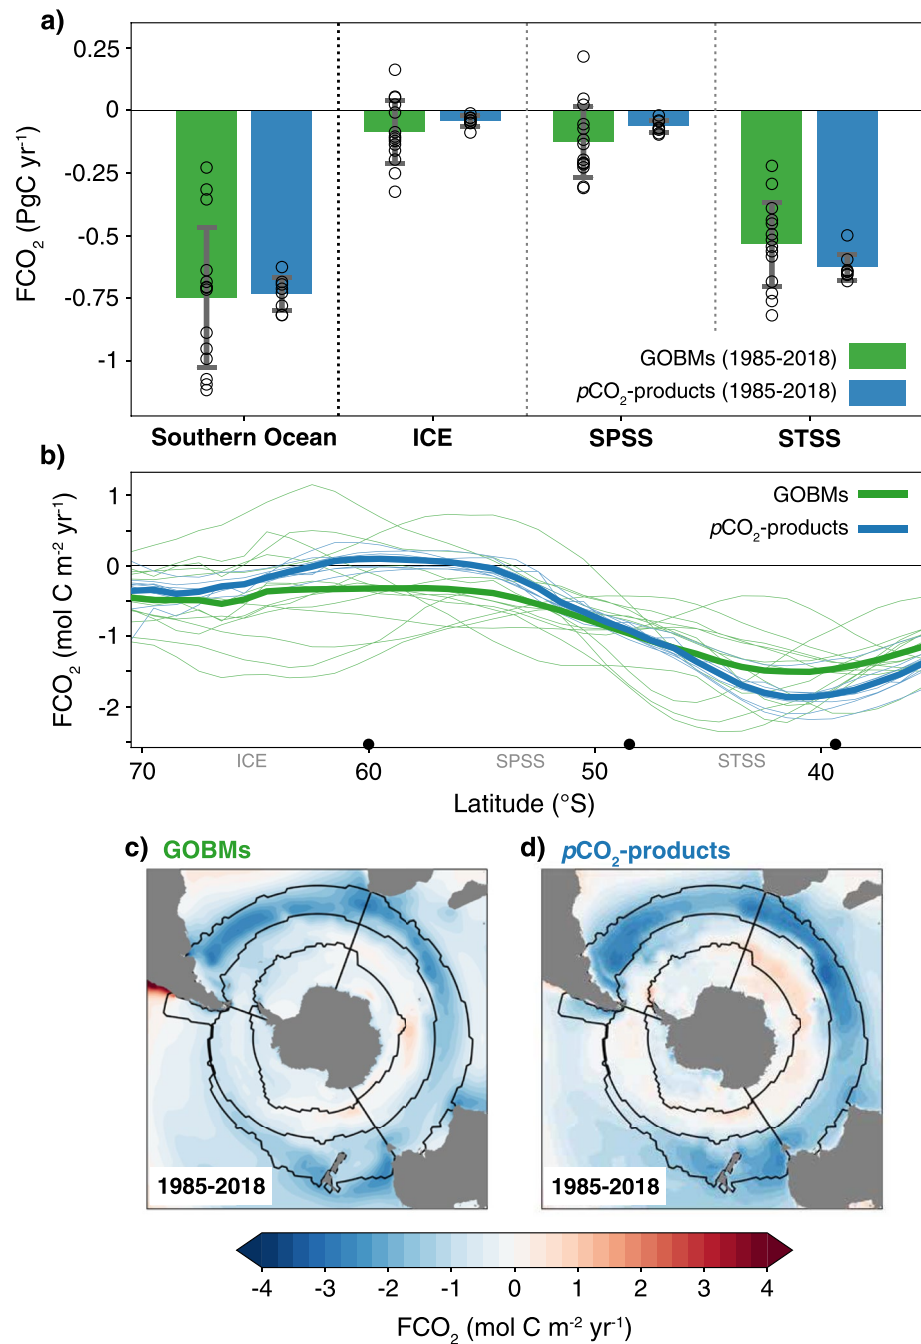 a)
0.25
0
-0.25
-0.5
-0.75
-1
FCO₂ (PgC yr⁻¹)
GOBMs (1985-2018)
pCO₂-products (1985-2018)
Southern Ocean ICE SPSS STSS
b)
1
0
-1
-2
FCO₂ (mol C m⁻² yr⁻¹)
GOBMs
pCO₂-products
ICE SPSS STSS
70 60 50 40
Latitude (°S)
c) GOBMs d) pCO₂-products
1985-2018 1985-2018
-4 -3 -2 -1 0 1 2 3 4
FCO₂ (mol C m⁻² yr⁻¹)